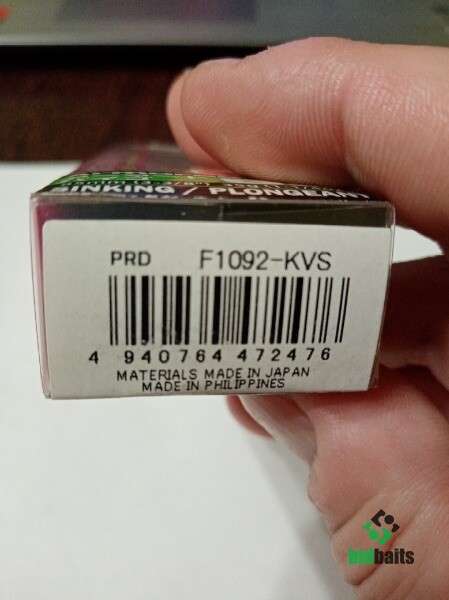 SINKING / PLONGEANT
PRD F1092-KVS
4 940764 472476
MATERIALS MADE IN JAPAN
MADE IN PHILIPPINES
bidbaits